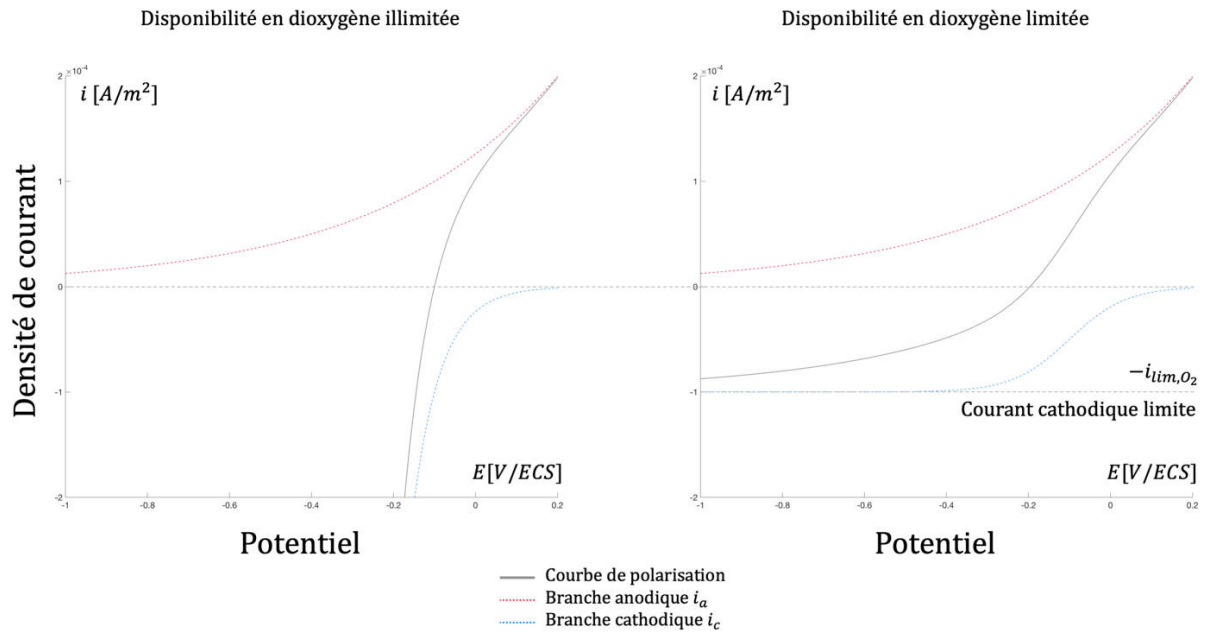 Disponibilité en dioxygène illimitée
Disponibilité en dioxygène limitée
×10⁻⁴
2
i [A/m²]
1
0
-1
-2
-1
-0.8
-0.6
-0.4
-0.2
0
0.2
E[V/ECS]
Densité de courant
Potentiel
×10⁻⁴
2
i [A/m²]
1
0
-1
-2
-1
-0.8
-0.6
-0.4
-0.2
0
0.2
−i_{lim,O₂}
Courant cathodique limite
E[V/ECS]
Potentiel
Courbe de polarisation
Branche anodique iₐ
Branche cathodique i_c